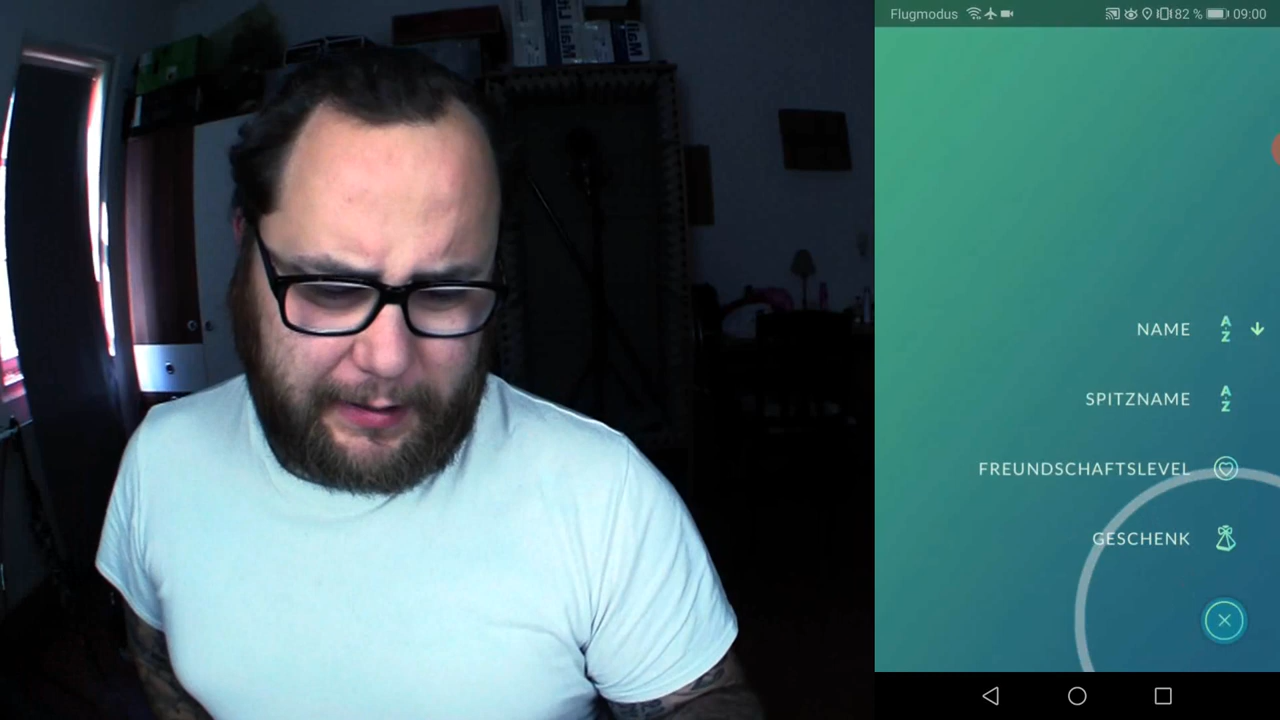 Flugmodus
82 % 09:00
NAME
A
Z
SPITZNAME
A
Z
FREUNDSCHAFTSLEVEL
GESCHENK